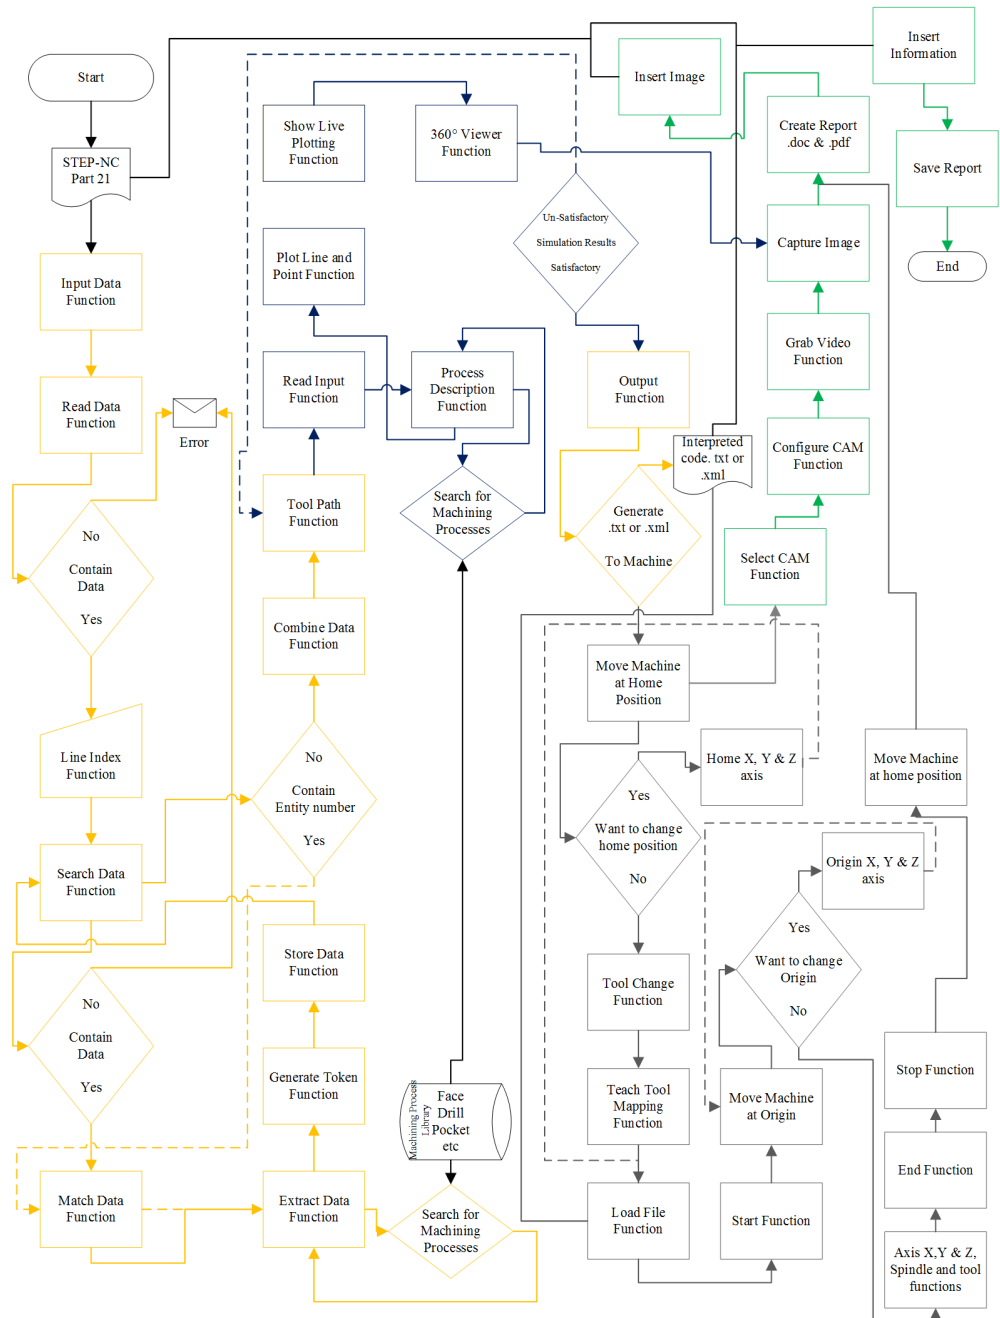 Start
STEP-NC
Part 21
Input Data
Function
Read Data
Function
Error
No
Contain
Data
Yes
Line Index
Function
Search Data
Function
No
Contain
Data
Yes
Match Data
Function
Show Live
Plotting
Function
Plot Line and
Point Function
Read Input
Function
Tool Path
Function
Combine Data
Function
No
Contain
Entity number
Yes
Store Data
Function
Generate Token
Function
Extract Data
Function
360° Viewer
Function
Process
Description
Function
Search for
Machining
Processes
Machining Process
Library
Face
Drill
Pocket
etc
Search for
Machining
Processes
Un-Satisfactory
Simulation Results
Satisfactory
Output
Function
Generate
.txt or .xml
To Machine
Interpreted
code. txt or
.xml
Move Machine
at Home
Position
Yes
Want to change
home position
No
Home X, Y & Z
axis
Tool Change
Function
Teach Tool
Mapping
Function
Load File
Function
Start Function
Move Machine
at Origin
Yes
Want to change
Origin
No
Origin X, Y & Z
axis
Axis X,Y & Z,
Spindle and tool
functions
End Function
Stop Function
Move Machine
at home position
Select CAM
Function
Configure CAM
Function
Grab Video
Function
Capture Image
Create Report
.doc & .pdf
Insert Image
Insert
Information
Save Report
End